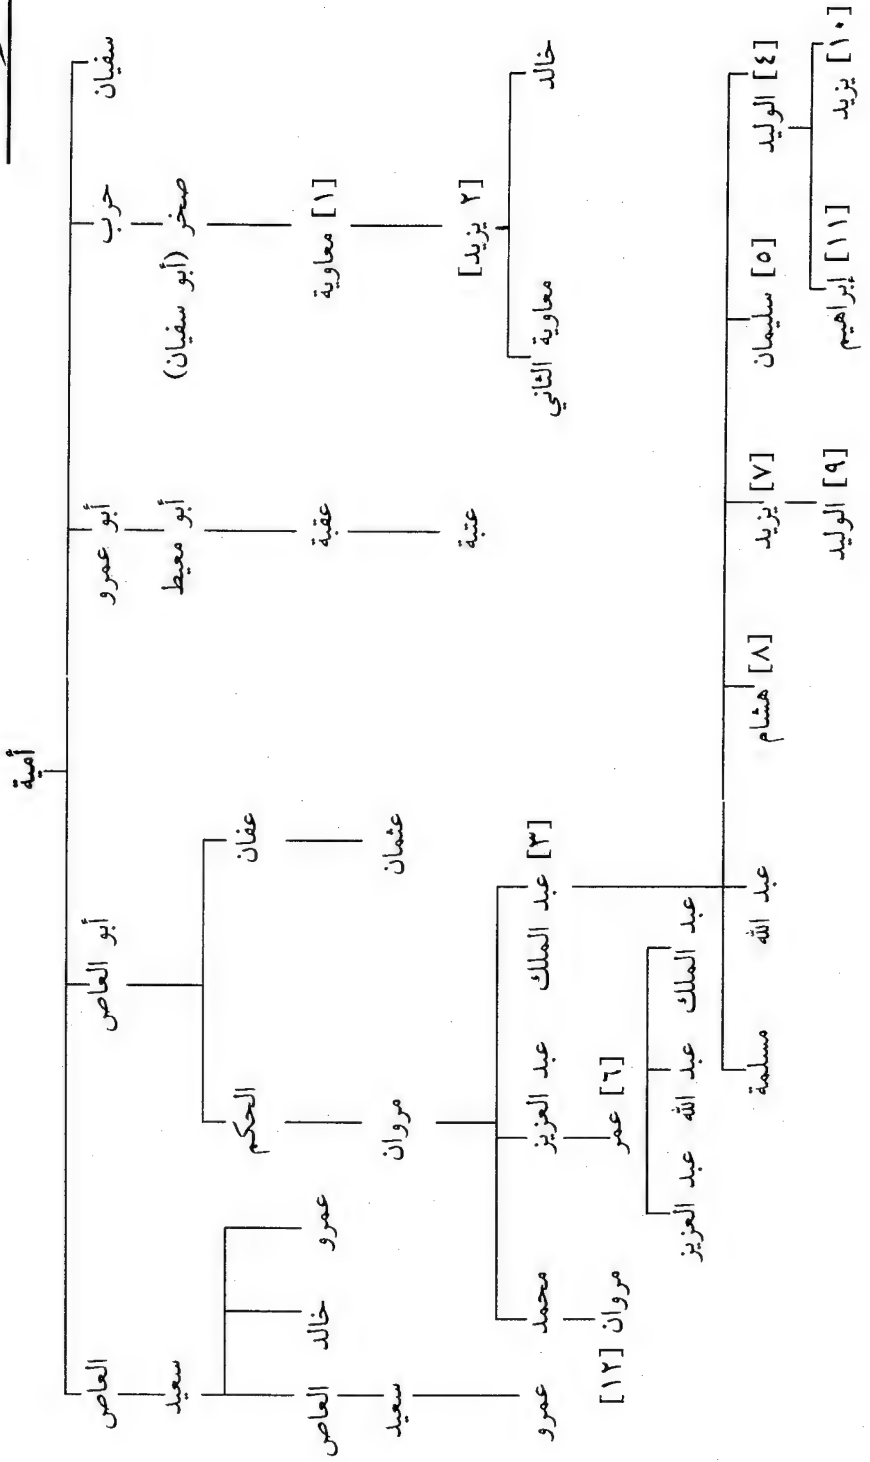 أمية
سفيان
حرب
أبو عمرو
أبو العاص
العاص
صخر (أبو سفيان)
أبو معيط
عفان
الحكم
سعيد
[١] معاوية
عقبة
عثمان
مروان
عمرو
خالد
العاص
[٢ يزيد]
عتبة
سعيد
خالد
معاوية الثاني
عبد الملك [٣]
عبد العزيز
محمد
عمرو
عمر [٦]
مروان [١٢]
عبد الملك
عبد الله
عبد العزيز
الوليد [٤]
سليمان [٥]
يزيد [٧]
هشام [٨]
عبد الله
مسلمة
يزيد [١٠]
إبراهيم [١١]
الوليد [٩]